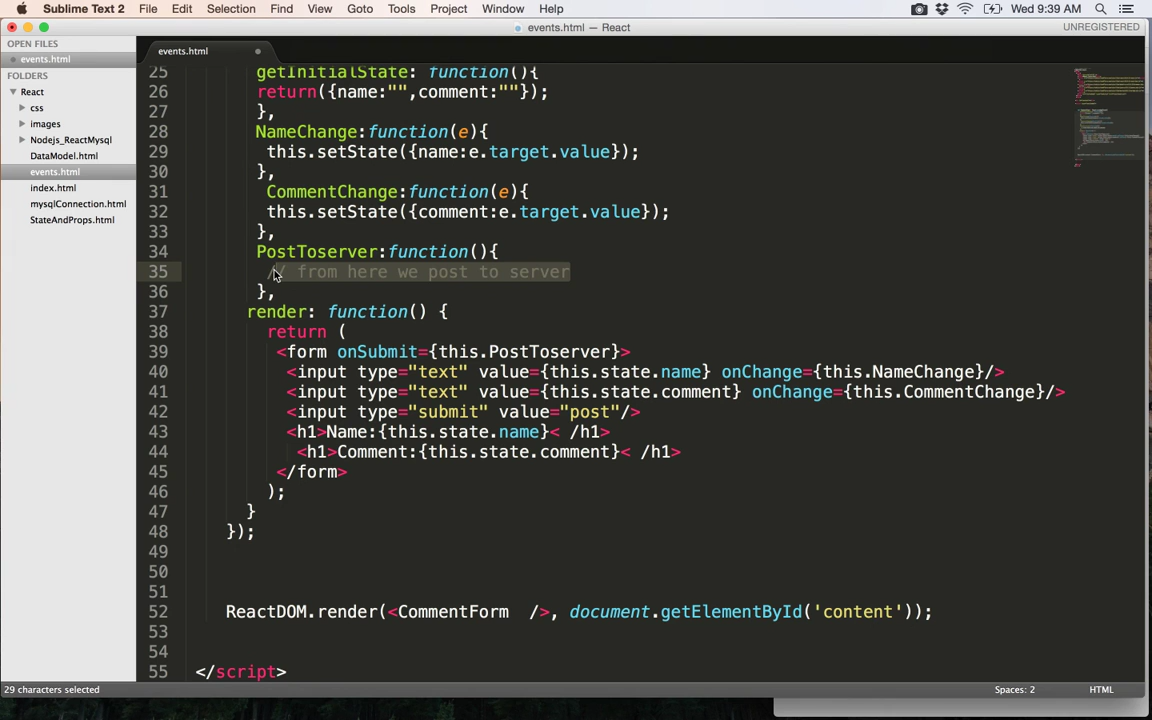 Sublime Text 2 File Edit Selection Find View Goto Tools Project Window Help Wed 9:39 AM
events.html — React UNREGISTERED
OPEN FILES
events.html
FOLDERS
React
css
images
Nodejs_ReactMysql
DataModel.html
events.html
index.html
mysqlConnection.html
StateAndProps.html
events.html
25 getInitialState: function(){
26 return({name:"",comment:""});
27 },
28 NameChange:function(e){
29 this.setState({name:e.target.value});
30 },
31 CommentChange:function(e){
32 this.setState({comment:e.target.value});
33 },
34 PostToserver:function(){
35 // from here we post to server
36 },
37 render: function() {
38 return (
39 <form onSubmit={this.PostToserver}>
40 <input type="text" value={this.state.name} onChange={this.NameChange}/>
41 <input type="text" value={this.state.comment} onChange={this.CommentChange}/>
42 <input type="submit" value="post"/>
43 <h1>Name:{this.state.name}< /h1>
44 <h1>Comment:{this.state.comment}< /h1>
45 </form>
46 );
47 }
48 });
49
50
51
52 ReactDOM.render(<CommentForm />, document.getElementById('content'));
53
54
55 </script>
29 characters selected Spaces: 2 HTML